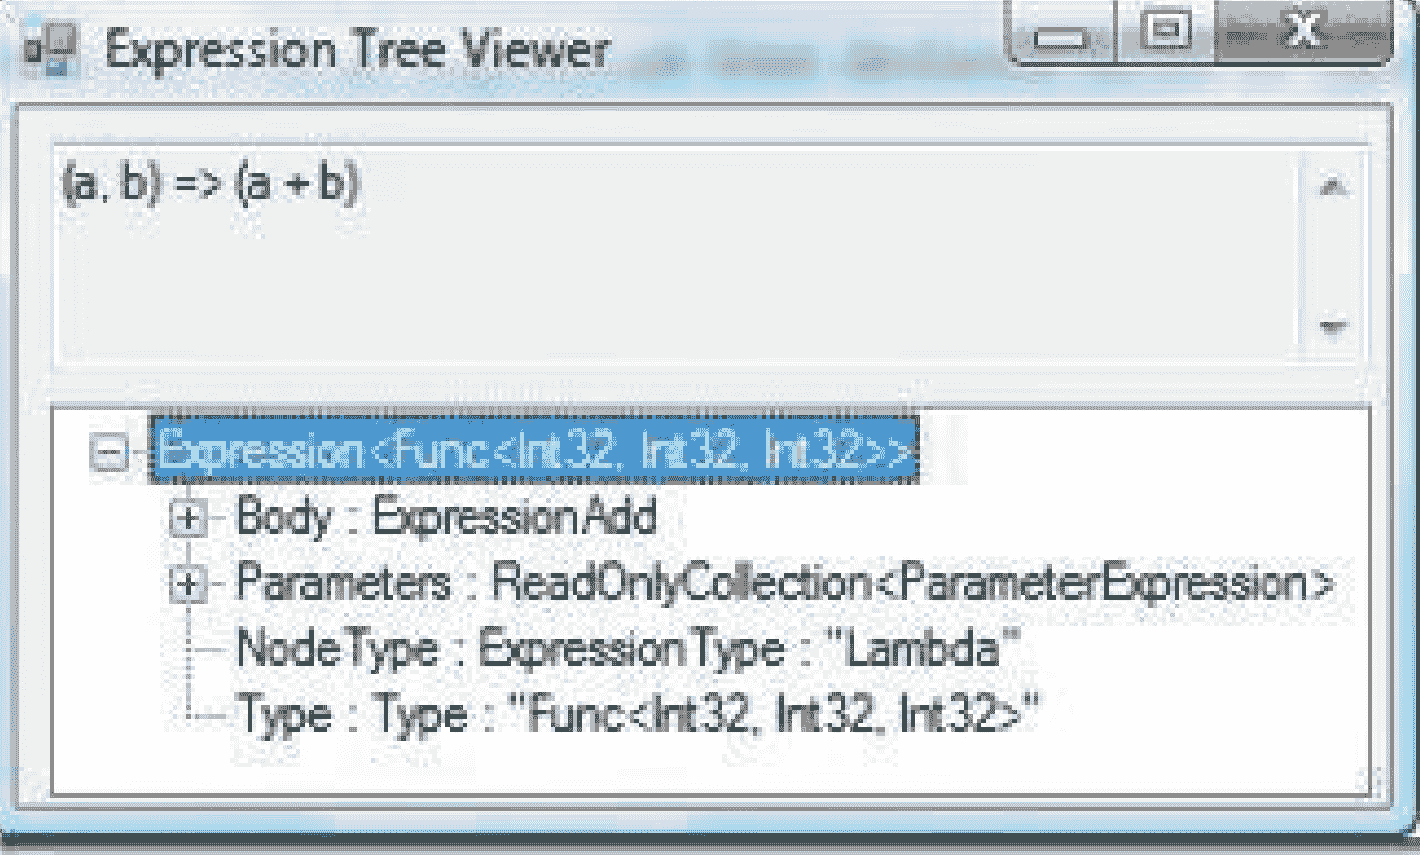 Expression Tree Viewer
(a, b) => (a + b)
Expression<Func<Int32, Int32, Int32>>
Body : ExpressionAdd
Parameters : ReadOnlyCollection<ParameterExpression>
NodeType : ExpressionType : "Lambda"
Type : Type : "Func<Int32, Int32, Int32>"